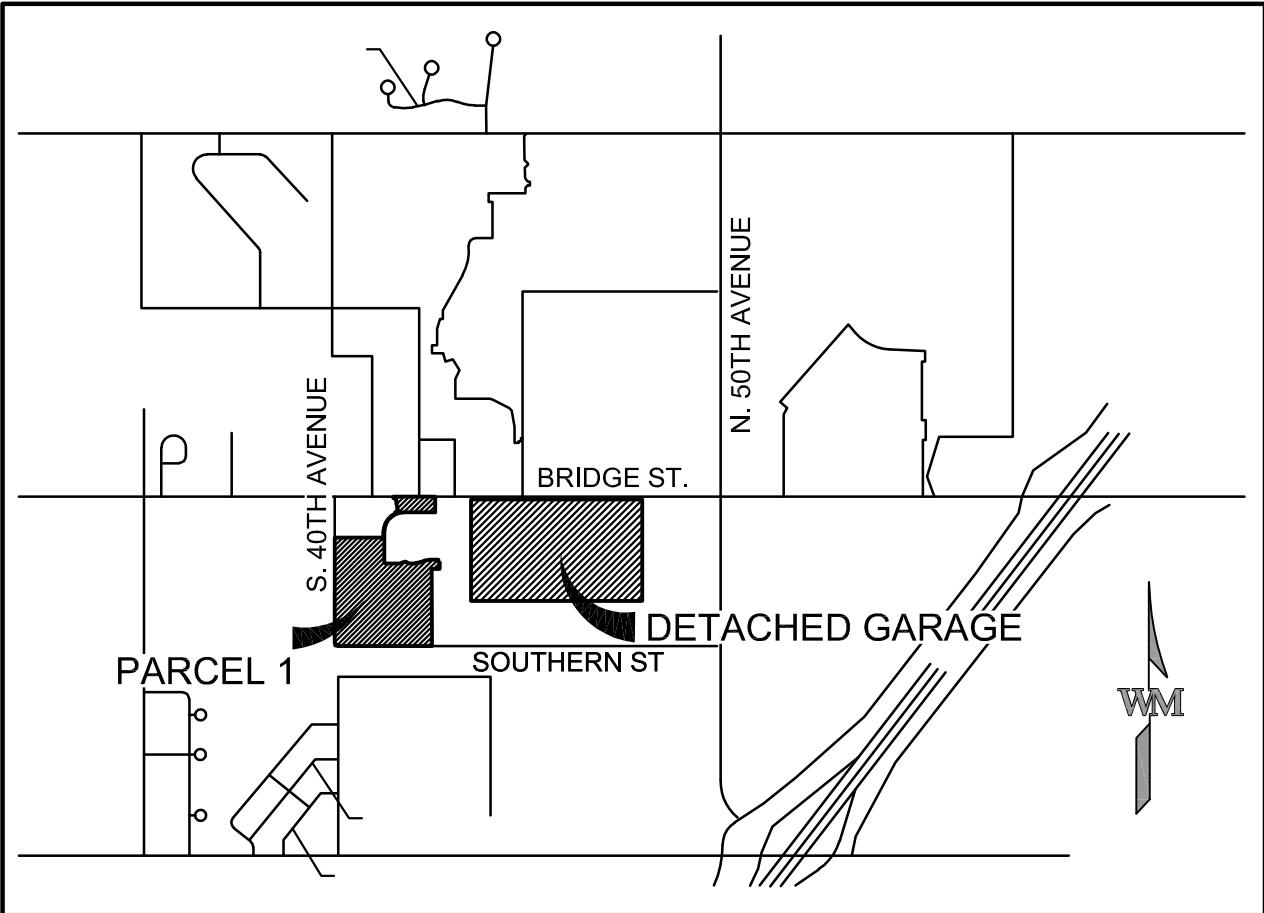 N. 50TH AVENUE
S. 40TH AVENUE
BRIDGE ST.
DETACHED GARAGE
SOUTHERN ST
PARCEL 1
WM